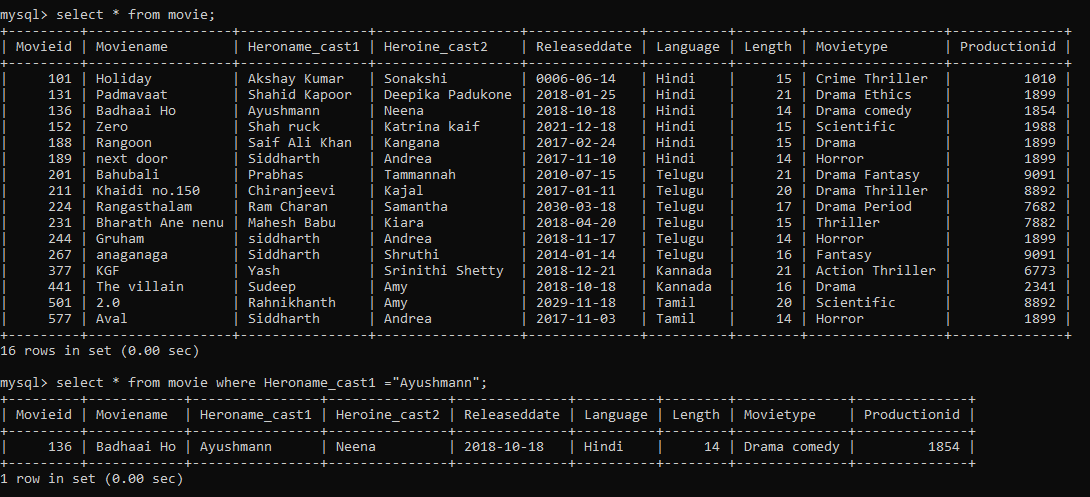 mysql> select * from movie;
+---------+------------------+----------------+------------------+--------------+----------+--------+-----------------+--------------+
| Movieid | Moviename        | Heroname_cast1 | Heroine_cast2    | Releaseddate | Language | Length | Movietype       | Productionid |
+---------+------------------+----------------+------------------+--------------+----------+--------+-----------------+--------------+
|     101 | Holiday          | Akshay Kumar   | Sonakshi         | 0006-06-14   | Hindi    |     15 | Crime Thriller  |         1010 |
|     131 | Padmavaat        | Shahid Kapoor  | Deepika Padukone | 2018-01-25   | Hindi    |     21 | Drama Ethics    |         1899 |
|     136 | Badhaai Ho       | Ayushmann      | Neena            | 2018-10-18   | Hindi    |     14 | Drama comedy    |         1854 |
|     152 | Zero             | Shah ruck      | Katrina kaif     | 2021-12-18   | Hindi    |     15 | Scientific      |         1988 |
|     188 | Rangoon          | Saif Ali Khan  | Kangana          | 2017-02-24   | Hindi    |     15 | Drama           |         1899 |
|     189 | next door        | Siddharth      | Andrea           | 2017-11-10   | Hindi    |     14 | Horror          |         1899 |
|     201 | Bahubali         | Prabhas        | Tammannah        | 2010-07-15   | Telugu   |     21 | Drama Fantasy   |         9091 |
|     211 | Khaidi no.150    | Chiranjeevi    | Kajal            | 2017-01-11   | Telugu   |     20 | Drama Thriller  |         8892 |
|     224 | Rangasthalam     | Ram Charan     | Samantha         | 2030-03-18   | Telugu   |     17 | Drama Period    |         7682 |
|     231 | Bharath Ane nenu | Mahesh Babu    | Kiara            | 2018-04-20   | Telugu   |     15 | Thriller        |         7882 |
|     244 | Gruham           | siddharth      | Andrea           | 2018-11-17   | Telugu   |     14 | Horror          |         1899 |
|     267 | anaganaga        | Siddharth      | Shruthi          | 2014-01-14   | Telugu   |     16 | Fantasy         |         9091 |
|     377 | KGF              | Yash           | Srinithi Shetty  | 2018-12-21   | Kannada  |     21 | Action Thriller |         6773 |
|     441 | The villain      | Sudeep         | Amy              | 2018-10-18   | Kannada  |     16 | Drama           |         2341 |
|     501 | 2.0              | Rahnikhanth    | Amy              | 2029-11-18   | Tamil    |     20 | Scientific      |         8892 |
|     577 | Aval             | Siddharth      | Andrea           | 2017-11-03   | Tamil    |     14 | Horror          |         1899 |
+---------+------------------+----------------+------------------+--------------+----------+--------+-----------------+--------------+
16 rows in set (0.00 sec)
mysql> select * from movie where Heroname_cast1 ="Ayushmann";
+---------+------------+----------------+---------------+--------------+----------+--------+--------------+--------------+
| Movieid | Moviename  | Heroname_cast1 | Heroine_cast2 | Releaseddate | Language | Length | Movietype    | Productionid |
+---------+------------+----------------+---------------+--------------+----------+--------+--------------+--------------+
|     136 | Badhaai Ho | Ayushmann      | Neena         | 2018-10-18   | Hindi    |     14 | Drama comedy |         1854 |
+---------+------------+----------------+---------------+--------------+----------+--------+--------------+--------------+
1 row in set (0.00 sec)